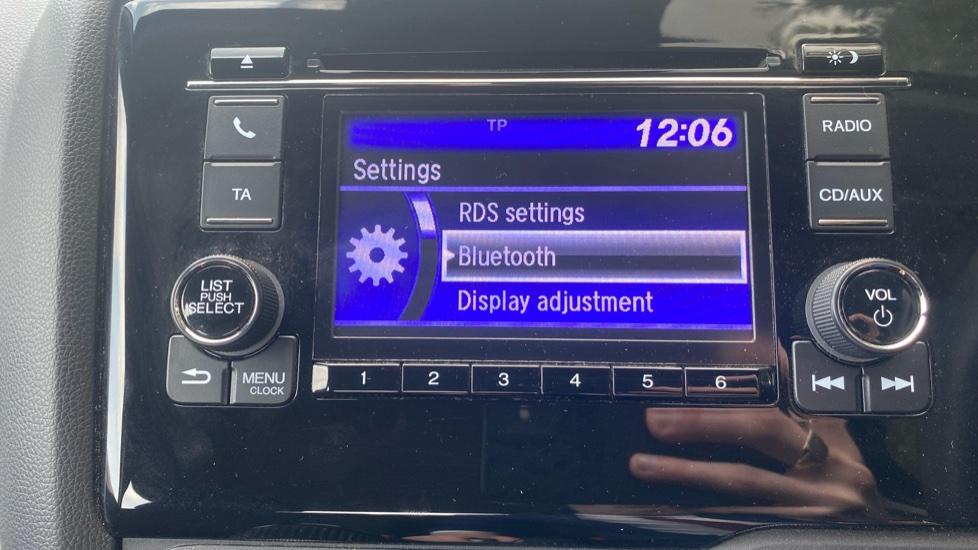 TP 12:06
Settings
RDS settings
Bluetooth
Display adjustment
TA
RADIO
CD/AUX
LIST
PUSH
SELECT
VOL
MENU
CLOCK
1 2 3 4 5 6